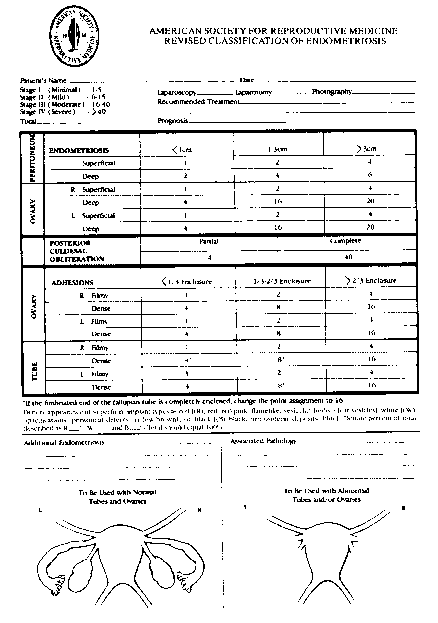 AMERICAN SOCIETY FOR REPRODUCTIVE MEDICINE
REVISED CLASSIFICATION OF ENDOMETRIOSIS
Patient's Name Date
Stage I (Minimal) 1-5
Stage II (Mild) 6-15
Stage III (Moderate) 16-40
Stage IV (Severe) >40
Total
Laparoscopy Laparotomy Photography
Recommended Treatment
Prognosis
PERITONEUM
ENDOMETRIOSIS <1cm 1-3cm >3cm
Superficial 1 2 4
Deep 2 4 6
OVARY
R Superficial 1 2 4
Deep 4 16 20
L Superficial 1 2 4
Deep 4 16 20
POSTERIOR
CULDESAC
OBLITERATION
Partial Complete
4 40
OVARY
ADHESIONS <1/3 Enclosure 1/3-2/3 Enclosure >2/3 Enclosure
R Filmy 1 2 4
Dense 4 8 16
L Filmy 1 2 4
Dense 4 8 16
TUBE
R Filmy 1 2 4
Dense 4* 8* 16
L Filmy 1 2 4
Dense 4* 8* 16
*If the fimbriated end of the fallopian tube is completely enclosed, change the point assignment to 16.
Additional Endometriosis Associated Pathology
To Be Used with Normal
Tubes and Ovaries
To Be Used with Abnormal
Tubes and/or Ovaries
L R
L R